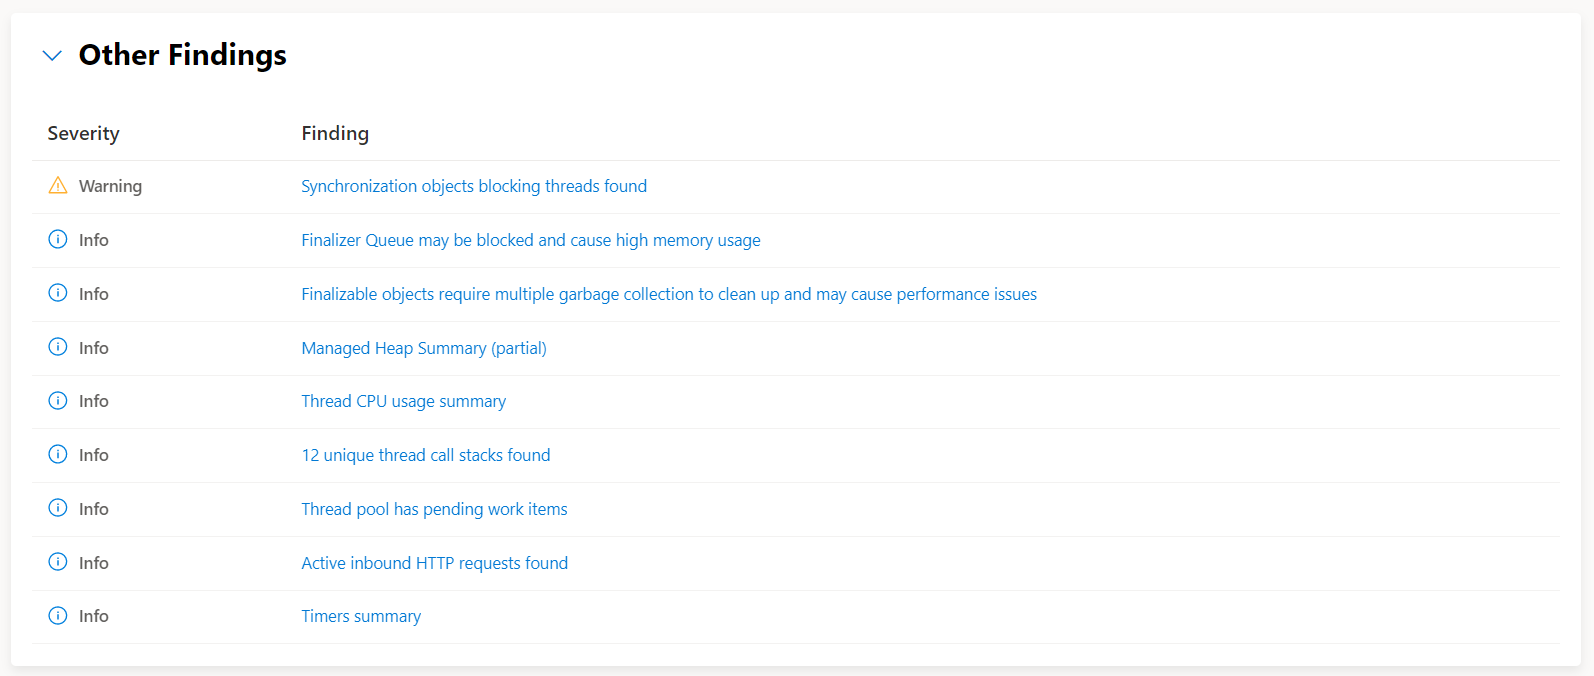 Other Findings
Severity Finding
Warning Synchronization objects blocking threads found
Info Finalizer Queue may be blocked and cause high memory usage
Info Finalizable objects require multiple garbage collection to clean up and may cause performance issues
Info Managed Heap Summary (partial)
Info Thread CPU usage summary
Info 12 unique thread call stacks found
Info Thread pool has pending work items
Info Active inbound HTTP requests found
Info Timers summary